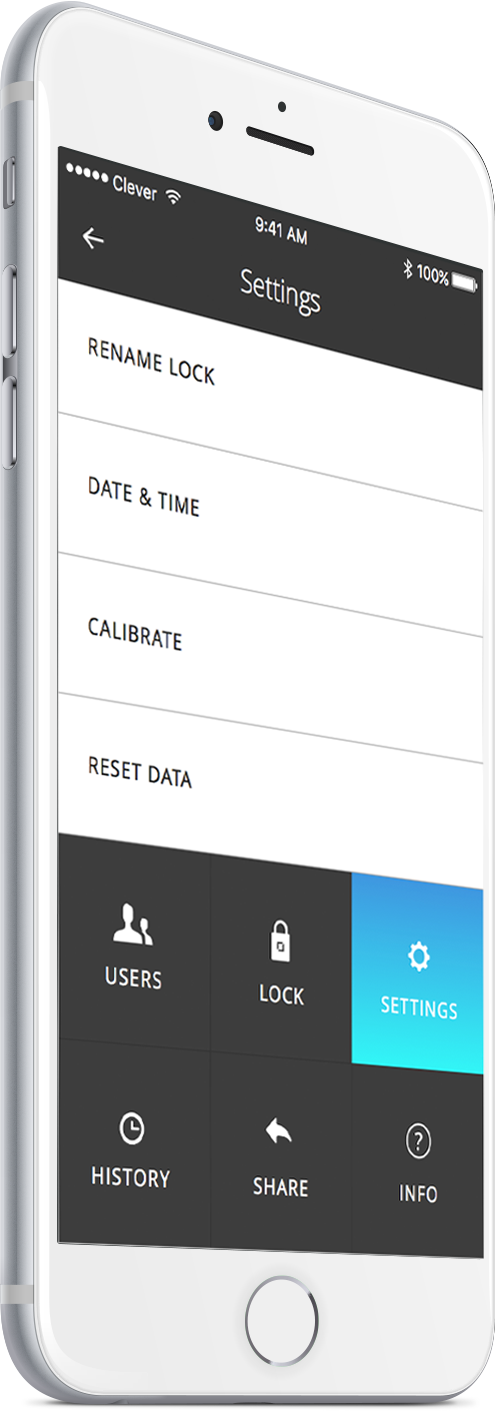 Clever
9:41 AM
100%
Settings
RENAME LOCK
DATE & TIME
CALIBRATE
RESET DATA
USERS
LOCK
SETTINGS
HISTORY
SHARE
?
INFO